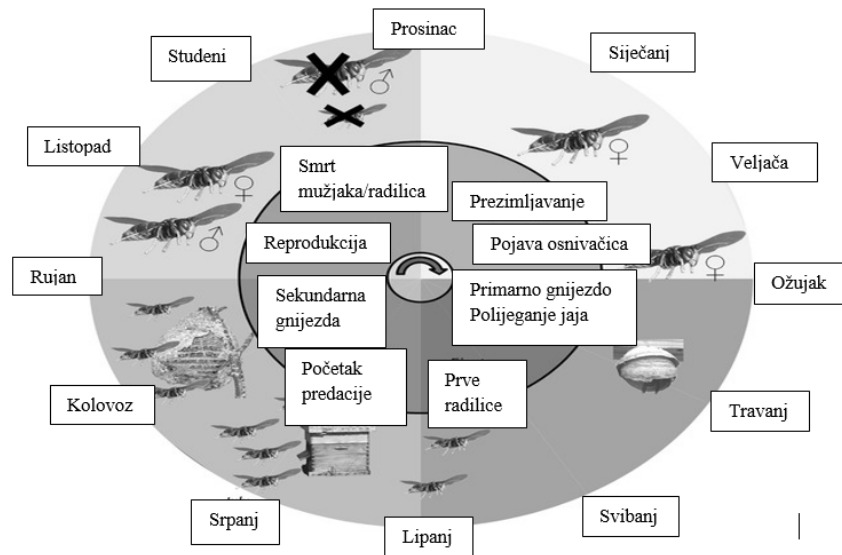 Prosinac
Siječanj
Veljača
Ožujak
Travanj
Svibanj
Lipanj
Srpanj
Kolovoz
Rujan
Listopad
Studeni
Smrt
mužjaka/radilica
Prezimljavanje
Pojava osnivačica
Primarno gnijezdo
Polijeganje jaja
Prve
radilice
Početak
predacije
Sekundarna
gnijezda
Reprodukcija